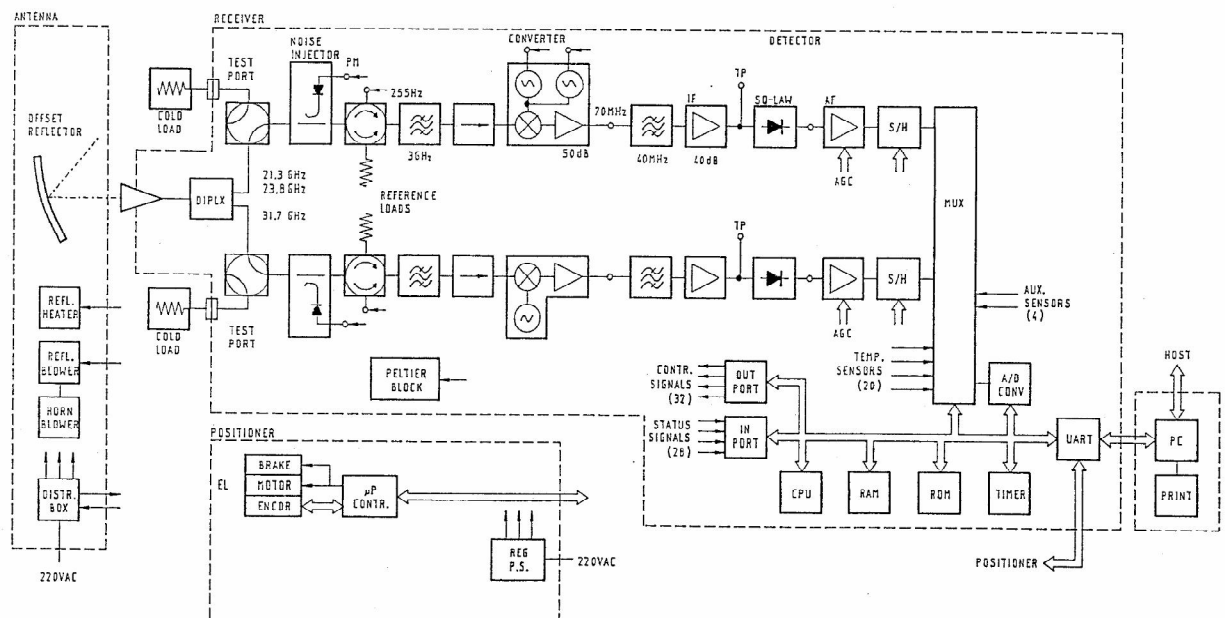 ANTENNA
RECEIVER
CONVERTER
DETECTOR
NOISE
INJECTOR
PM
TEST
PORT
255Hz
TP
COLD
LOAD
OFFSET
REFLECTOR
70MHz
IF
SQ-LAW
AF
S/H
3GHz
50dB
40MHz
40dB
AGC
21,3 GHz
23,8 GHz
31,7 GHz
DIPLX
REFERENCE
LOADS
MUX
TP
S/H
REFL.
HEATER
COLD
LOAD
TEST
PORT
AGC
AUX.
SENSORS
(4)
REFL.
BLOWER
PELTIER
BLOCK
CONTR.
SIGNALS
(32)
OUT
PORT
TEMP.
SENSORS
(20)
A/D
CONV
HOST
HORN
BLOWER
STATUS
SIGNALS
(28)
IN
PORT
UART
PC
POSITIONER
BRAKE
EL
MOTOR
ENCDR
µP
CONTR.
CPU
RAM
ROM
TIMER
PRINT
DISTR.
BOX
REG
P.S.
220VAC
POSITIONER
220VAC